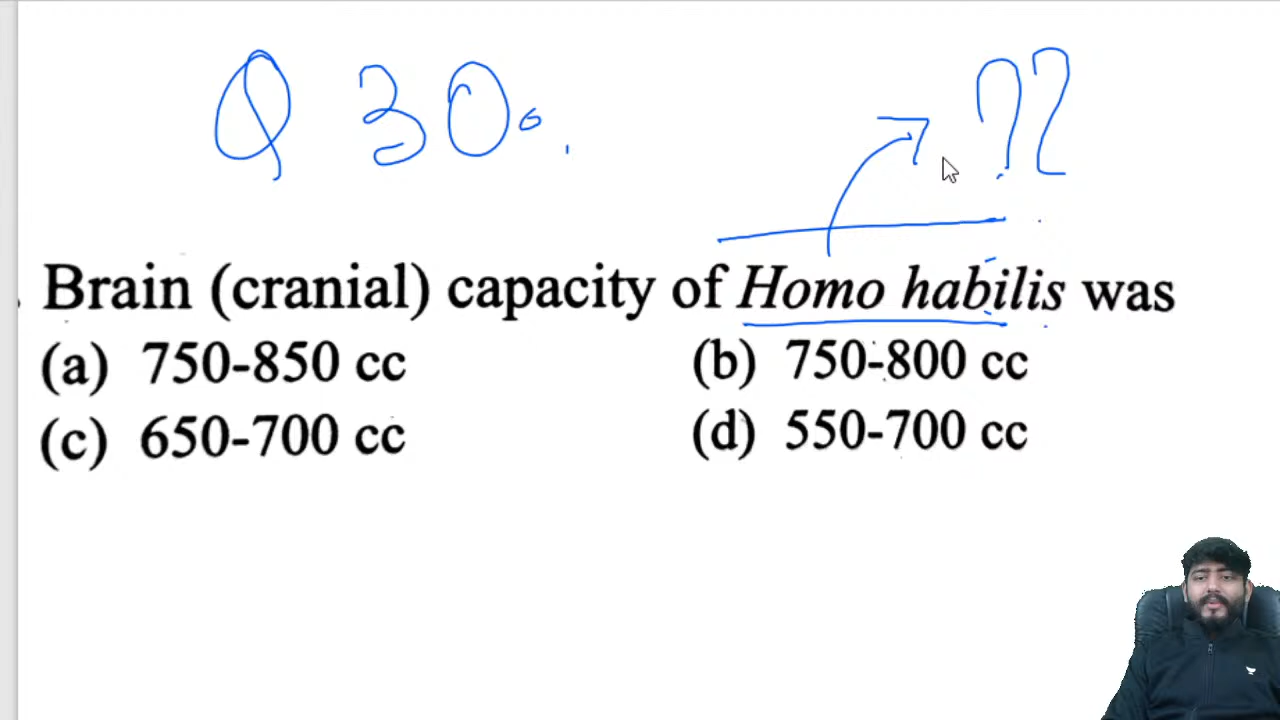 Q 30.
??
Brain (cranial) capacity of Homo habilis was
(a) 750-850 cc
(b) 750-800 cc
(c) 650-700 cc
(d) 550-700 cc